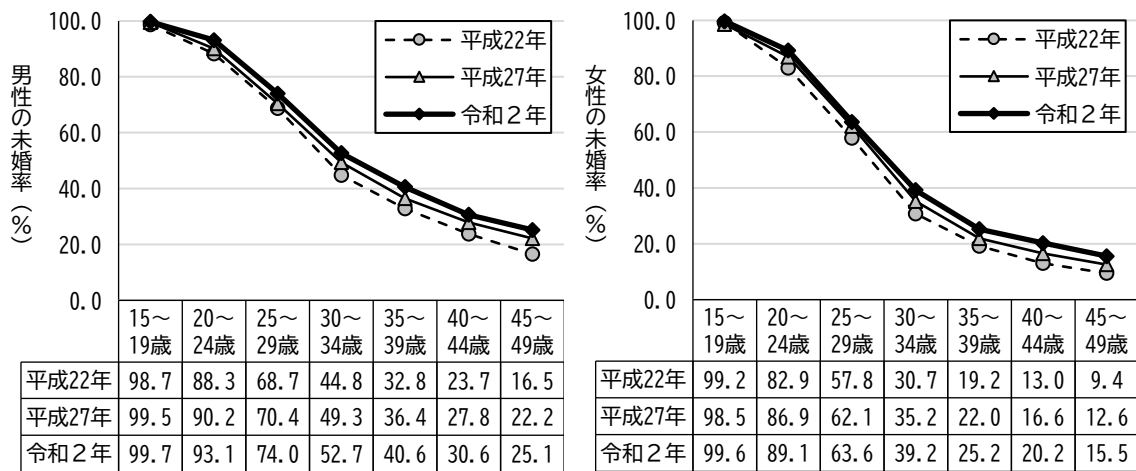 男性の未婚率（%）
100.0
80.0
60.0
40.0
20.0
0.0
平成22年
平成27年
令和２年
15～19歳 20～24歳 25～29歳 30～34歳 35～39歳 40～44歳 45～49歳
平成22年 98.7 88.3 68.7 44.8 32.8 23.7 16.5
平成27年 99.5 90.2 70.4 49.3 36.4 27.8 22.2
令和２年 99.7 93.1 74.0 52.7 40.6 30.6 25.1
女性の未婚率（%）
100.0
80.0
60.0
40.0
20.0
0.0
平成22年
平成27年
令和２年
15～19歳 20～24歳 25～29歳 30～34歳 35～39歳 40～44歳 45～49歳
平成22年 99.2 82.9 57.8 30.7 19.2 13.0 9.4
平成27年 98.5 86.9 62.1 35.2 22.0 16.6 12.6
令和２年 99.6 89.1 63.6 39.2 25.2 20.2 15.5